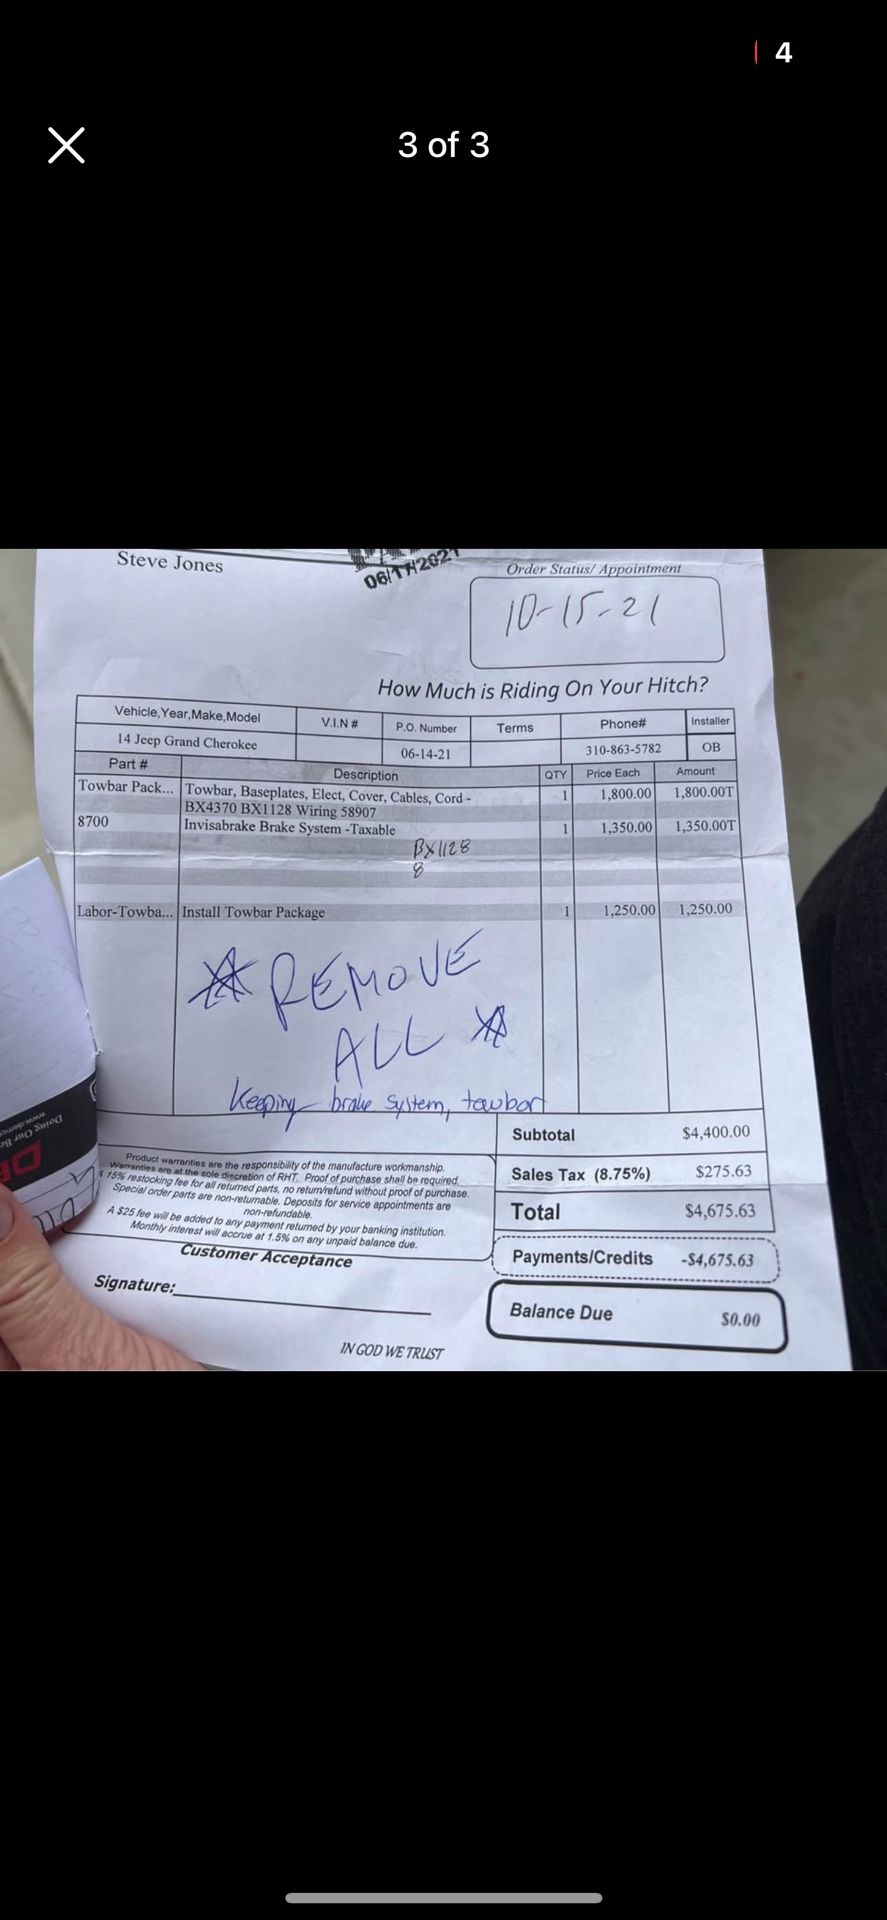 4
3 of 3
Steve Jones
Order Status/ Appointment
10-15-21
How Much is Riding On Your Hitch?
Vehicle,Year,Make,Model V.I.N # P.O. Number Terms Phone# Installer
14 Jeep Grand Cherokee 06-14-21 310-863-5782 OB
Part # Description QTY Price Each Amount
Towbar Pack... Towbar, Baseplates, Elect, Cover, Cables, Cord - 1 1,800.00 1,800.00T
BX4370 BX1128 Wiring 58907
8700 Invisabrake Brake System -Taxable 1 1,350.00 1,350.00T
BX1128
8
Labor-Towba... Install Towbar Package 1 1,250.00 1,250.00
REMOVE
ALL
Keeping brake system, towbar
Subtotal $4,400.00
Sales Tax (8.75%) $275.63
Total $4,675.63
Payments/Credits -$4,675.63
Balance Due $0.00
Product warranties are the responsibility of the manufacture workmanship.
Warranties are at the sole discretion of RHT. Proof of purchase shall be required.
A 15% restocking fee for all returned parts, no return/refund without proof of purchase.
Special order parts are non-returnable. Deposits for service appointments are
non-refundable.
A $25 fee will be added to any payment returned by your banking institution.
Monthly interest will accrue at 1.5% on any unpaid balance due.
Customer Acceptance
Signature:
IN GOD WE TRUST